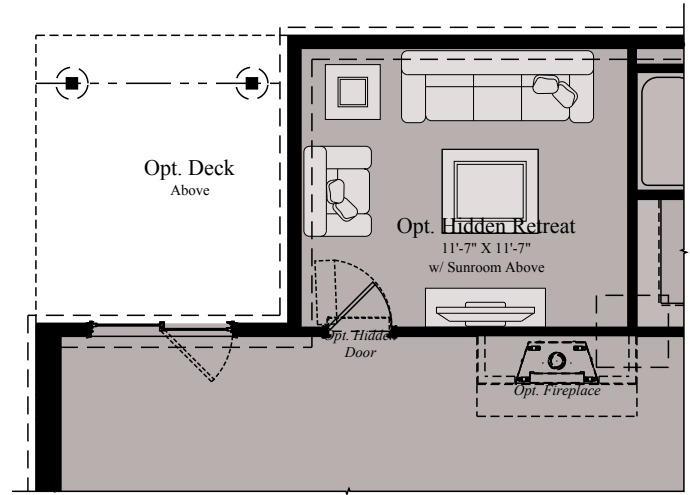 Opt. Deck
Above
Opt. Hidden Retreat
11'-7" X 11'-7"
w/ Sunroom Above
Opt. Hidden
Door
Opt. Fireplace